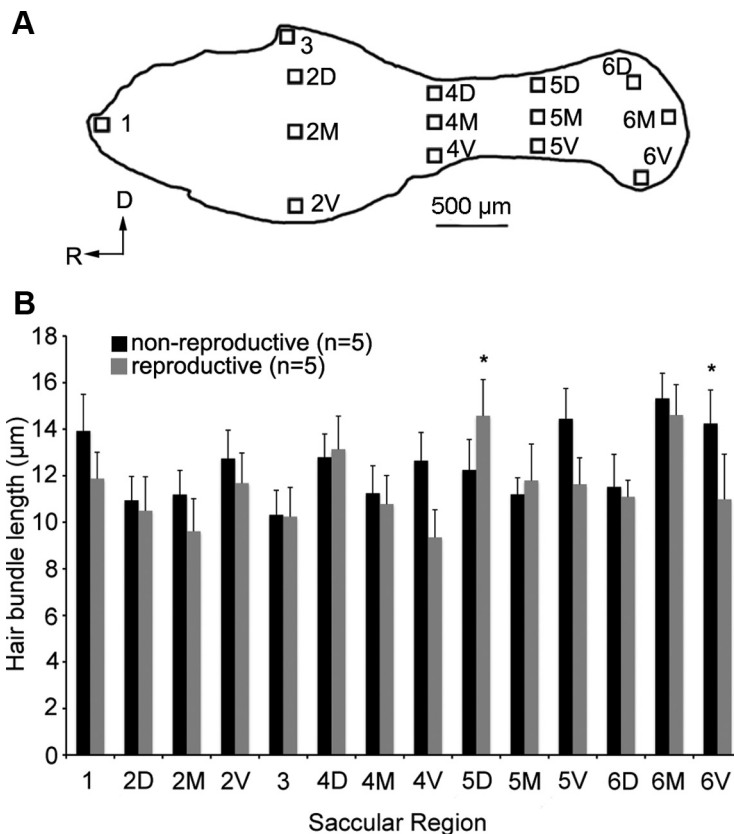 A
3
2D
1
2M
2V
4D
4M
4V
5D
5M
5V
6D
6M
6V
D
R
500 µm
B
non-reproductive (n=5)
reproductive (n=5)
*
*
Hair bundle length (µm)
18
16
14
12
10
8
6
4
2
0
1 2D 2M 2V 3 4D 4M 4V 5D 5M 5V 6D 6M 6V
Saccular Region